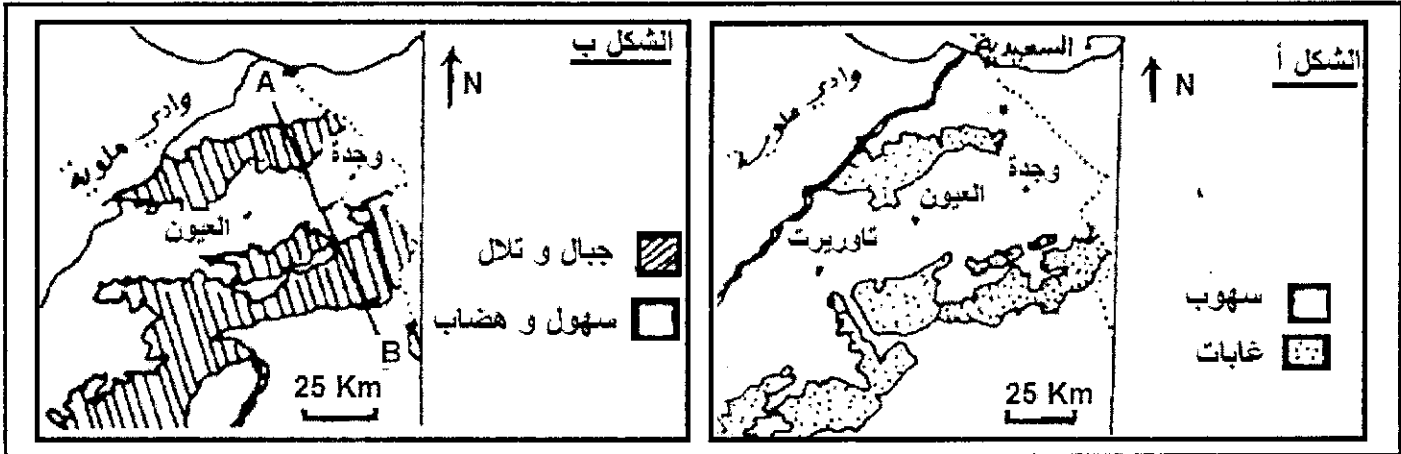 الشكل أ
N
السعيدية
وادي ملوية
وجدة
العيون
تاوريرت
سهوب
غابات
25 Km
الشكل ب
N
A
وادي ملوية
وجدة
العيون
جبال و تلال
سهول و هضاب
B
25 Km